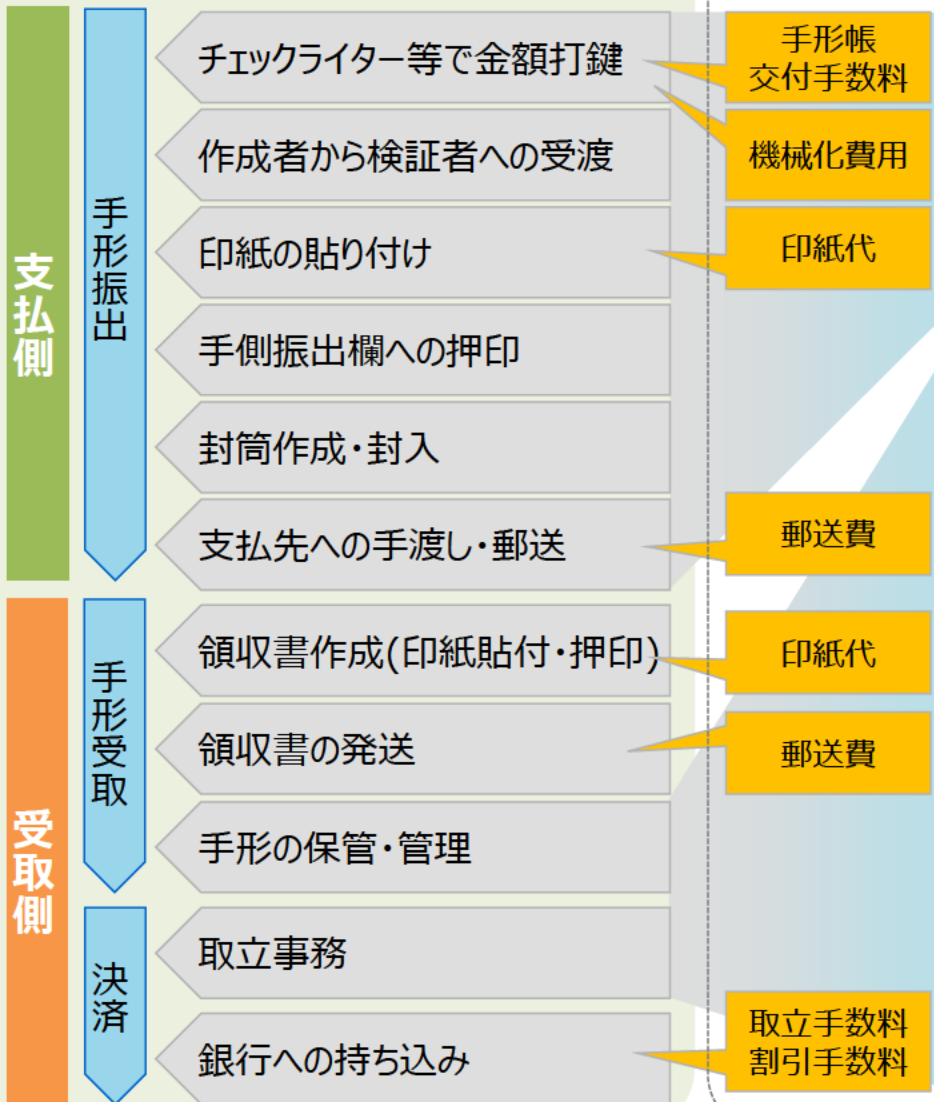 支払側
手形振出
チェックライター等で金額打鍵
手形帳
交付手数料
作成者から検証者への受渡
機械化費用
印紙の貼り付け
印紙代
手側振出欄への押印
封筒作成・封入
支払先への手渡し・郵送
郵送費
受取側
手形受取
領収書作成(印紙貼付・押印)
印紙代
領収書の発送
郵送費
手形の保管・管理
決済
取立事務
銀行への持ち込み
取立手数料
割引手数料